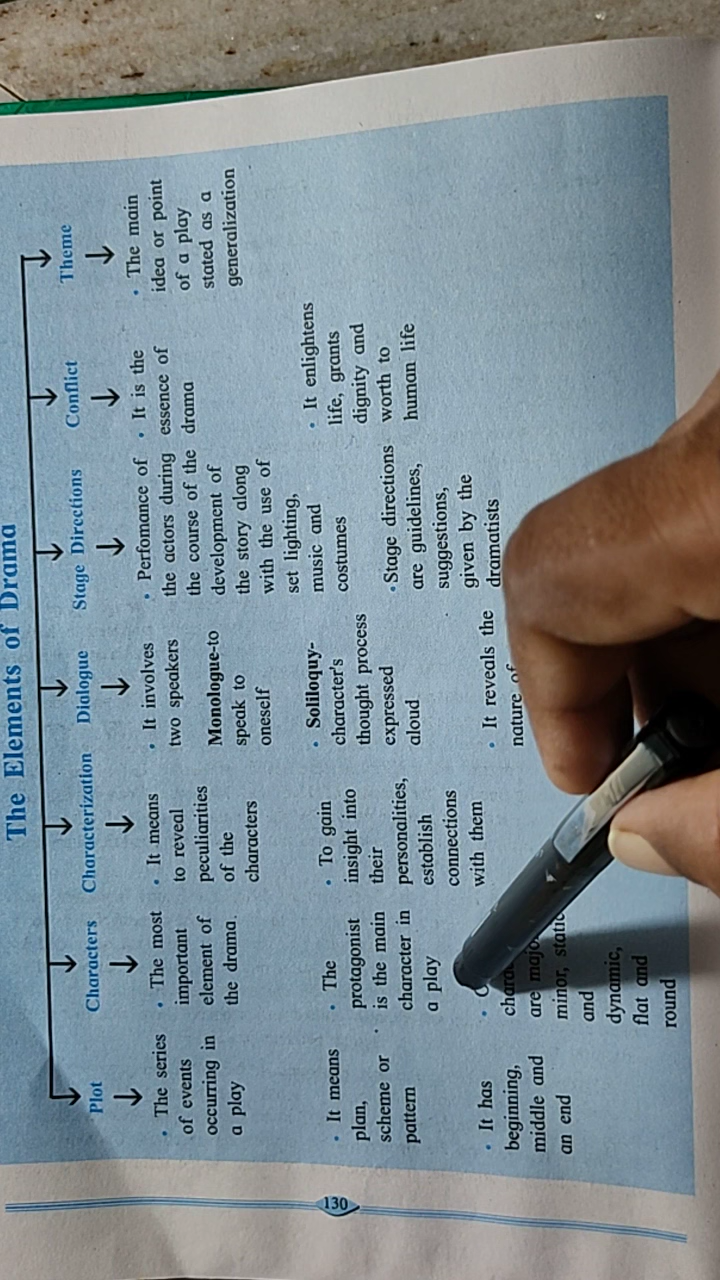 The Elements of Drama
Plot
• The series
of events
occurring in
a play
• It means
plan,
scheme or
pattern
• It has
beginning,
middle and
an end
Characters
• The most
important
element of
the drama.
• The
protagonist
is the main
character in
a play
are
minor,
and
dynamic,
flat and
round
Characterization
• It means
to reveal
peculiarities
of the
characters
• To gain
insight into
their
personalities,
establish
connections
with them
Dialogue
• It involves
two speakers
Monologue-to
speak to
oneself
• Soliloquy-
character's
thought process
expressed
aloud
• It reveals the
nature of
Stage Directions
• Perfomance of
the actors during
the course of the
development of
the story along
with the use of
set lighting,
music and
costumes
• Stage directions
are guidelines,
suggestions,
given by the
dramatists
Conflict
• It is the
essence of
drama
• It enlightens
life, grants
dignity and
worth to
human life
Theme
• The main
idea or point
of a play
stated as a
generalization
130